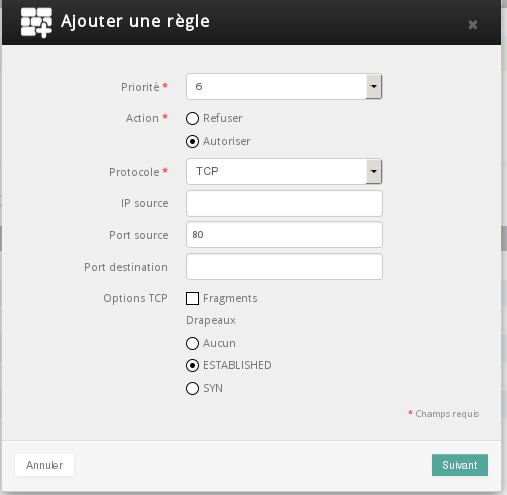 Ajouter une règle
Priorité * 6
Action * Refuser
Autoriser
Protocole * TCP
IP source
Port source 80
Port destination
Options TCP Fragments
Drapeaux
Aucun
ESTABLISHED
SYN
* Champs requis
Annuler Suivant